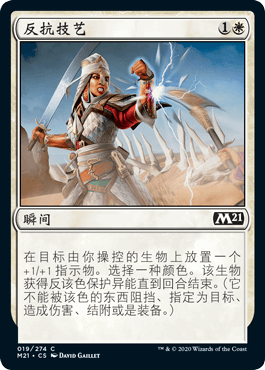 反抗技艺 1
瞬间 M21
在目标由你操控的生物上放置一个
+1/+1指示物。选择一种颜色。该生物
获得反该色保护异能直到回合结束。（它
不能被该色的东西阻挡、指定为目标、
造成伤害、结附或是装备。）
019/274 C
M21 • CS DAVID GAILLET
™ & © 2020 Wizards of the Coast